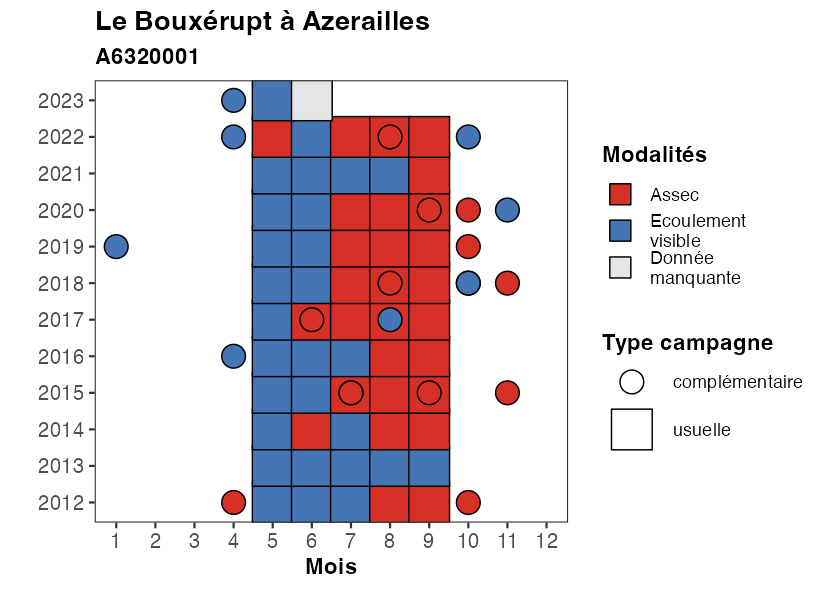 Le Bouxérupt à Azerailles
A6320001
2023
2022
2021
2020
2019
2018
2017
2016
2015
2014
2013
2012
1 2 3 4 5 6 7 8 9 10 11 12
Mois
Modalités
Assec
Ecoulement
visible
Donnée
manquante
Type campagne
complémentaire
usuelle